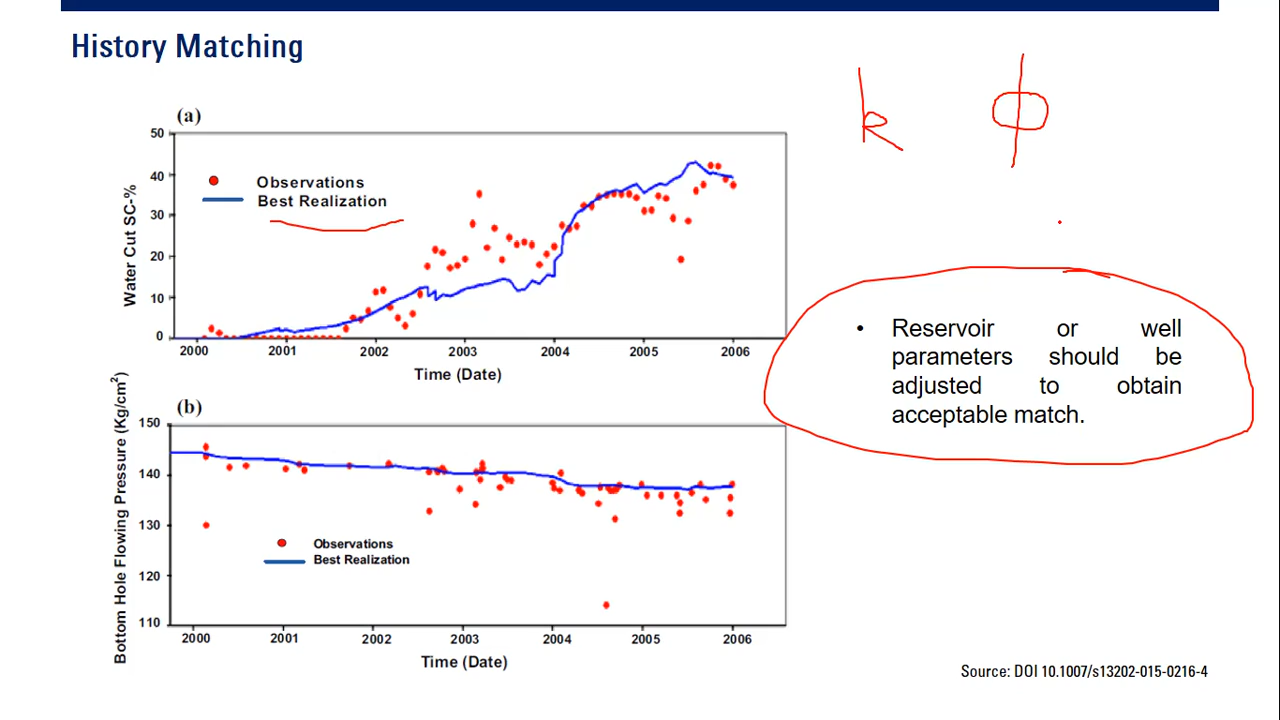 History Matching
(a)
50
40
30
20
10
0
Water Cut SC-%
Observations
Best Realization
2000 2001 2002 2003 2004 2005 2006
Time (Date)
(b)
150
140
130
120
110
Bottom Hole Flowing Pressure (Kg/cm²)
Observations
Best Realization
2000 2001 2002 2003 2004 2005 2006
Time (Date)
k ϕ
• Reservoir or well
parameters should be
adjusted to obtain
acceptable match.
Source: DOI 10.1007/s13202-015-0216-4